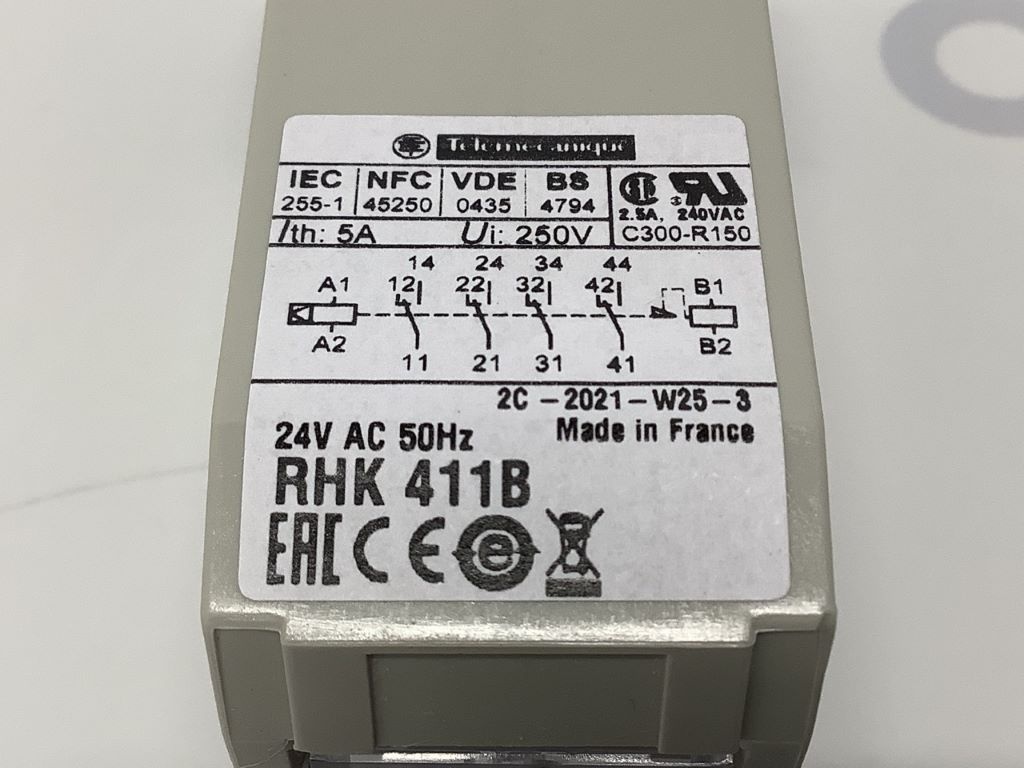 Telemecanique
IEC NFC VDE BS
255-1 45250 0435 4794
2.5A, 240VAC
Ith: 5A Ui: 250V C300-R150
14 24 34 44
A1 12 22 32 42 B1
A2 B2
11 21 31 41
2C - 2021 - W25 - 3
24V AC 50Hz Made in France
RHK 411B
EAC CE e